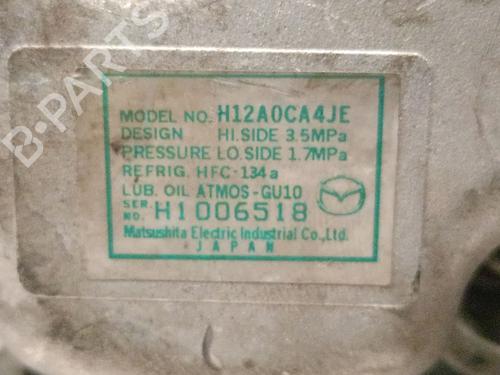 MODEL NO. H12A0CA4JE
DESIGN HI.SIDE 3.5MPa
PRESSURE LO.SIDE 1.7MPa
REFRIG. HFC-134a
LUB. OIL ATMOS-GU10
SER. NO. H1006518
Matsushita Electric Industrial Co.,Ltd.
JAPAN